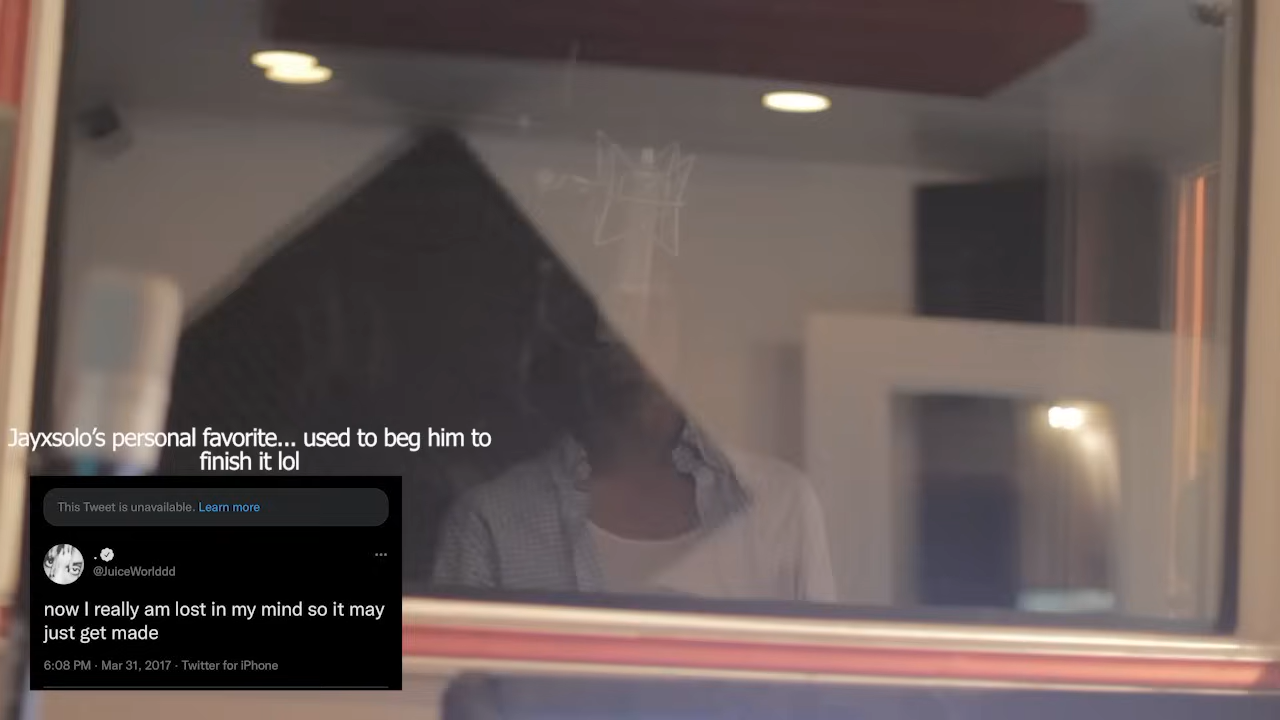 Jayxsolo's personal favorite... used to beg him to
finish it lol
This Tweet is unavailable. Learn more
.
@JuiceWorlddd
now I really am lost in my mind so it may
just get made
6:08 PM · Mar 31, 2017 · Twitter for iPhone